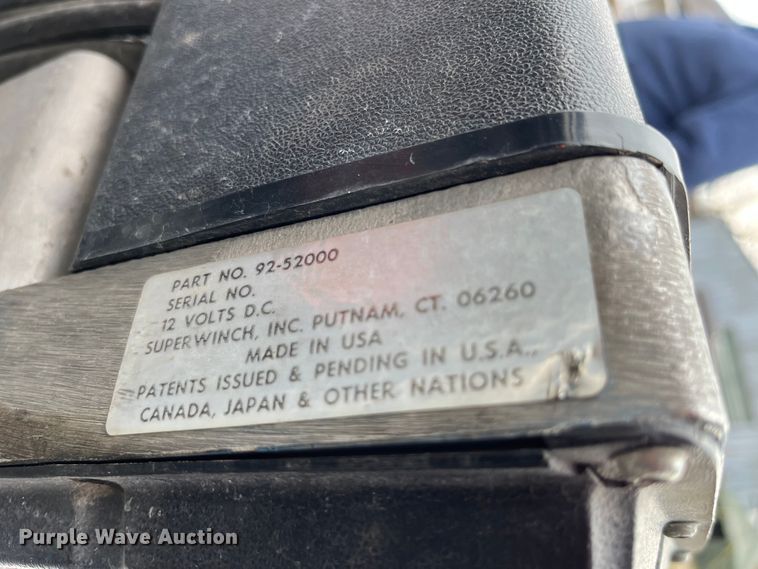 PART NO. 92-52000
SERIAL NO.
12 VOLTS D.C.
SUPERWINCH, INC. PUTNAM, CT. 06260
MADE IN USA
PATENTS ISSUED & PENDING IN U.S.A.,
CANADA, JAPAN & OTHER NATIONS
Purple Wave Auction